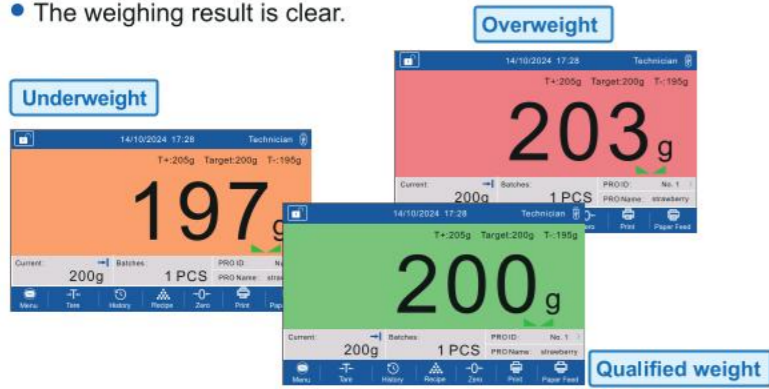 • The weighing result is clear.
Overweight
14/10/2024 17:28 Technician
T+:205g Target:200g T-:195g
203 g
Current: Batches: PRO ID: No. 1
200g 1 PCS PRO Name: strawberry
Print Paper Feed
Underweight
14/10/2024 17:28 Technician
T+:205g Target:200g T-:195g
197 g
Current: Batches: PRO ID:
200g 1 PCS PRO Name:
Menu Tare History Recipe Zero Print
14/10/2024 17:28 Technician
T+:205g Target:200g T-:195g
200 g
Current: Batches: PRO ID: No. 1
200g 1 PCS PRO Name: strawberry
Menu Tare History Recipe Zero Print Paper Feed
Qualified weight